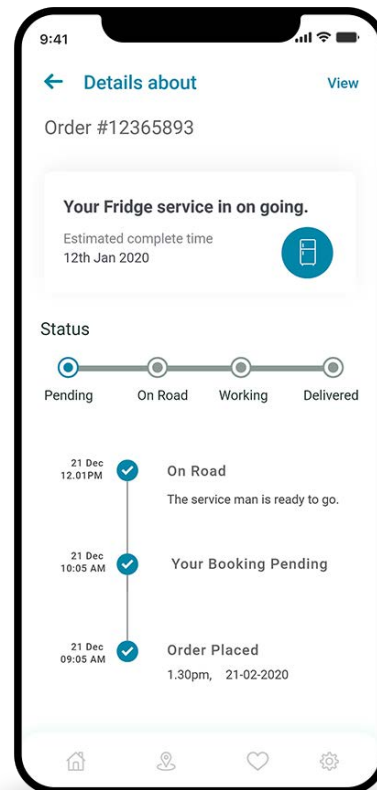 9:41
Details about
View
Order #12365893
Your Fridge service in on going.
Estimated complete time
12th Jan 2020
Status
Pending
On Road
Working
Delivered
21 Dec
12.01PM
On Road
The service man is ready to go.
21 Dec
10:05 AM
Your Booking Pending
21 Dec
09:05 AM
Order Placed
1.30pm, 21-02-2020